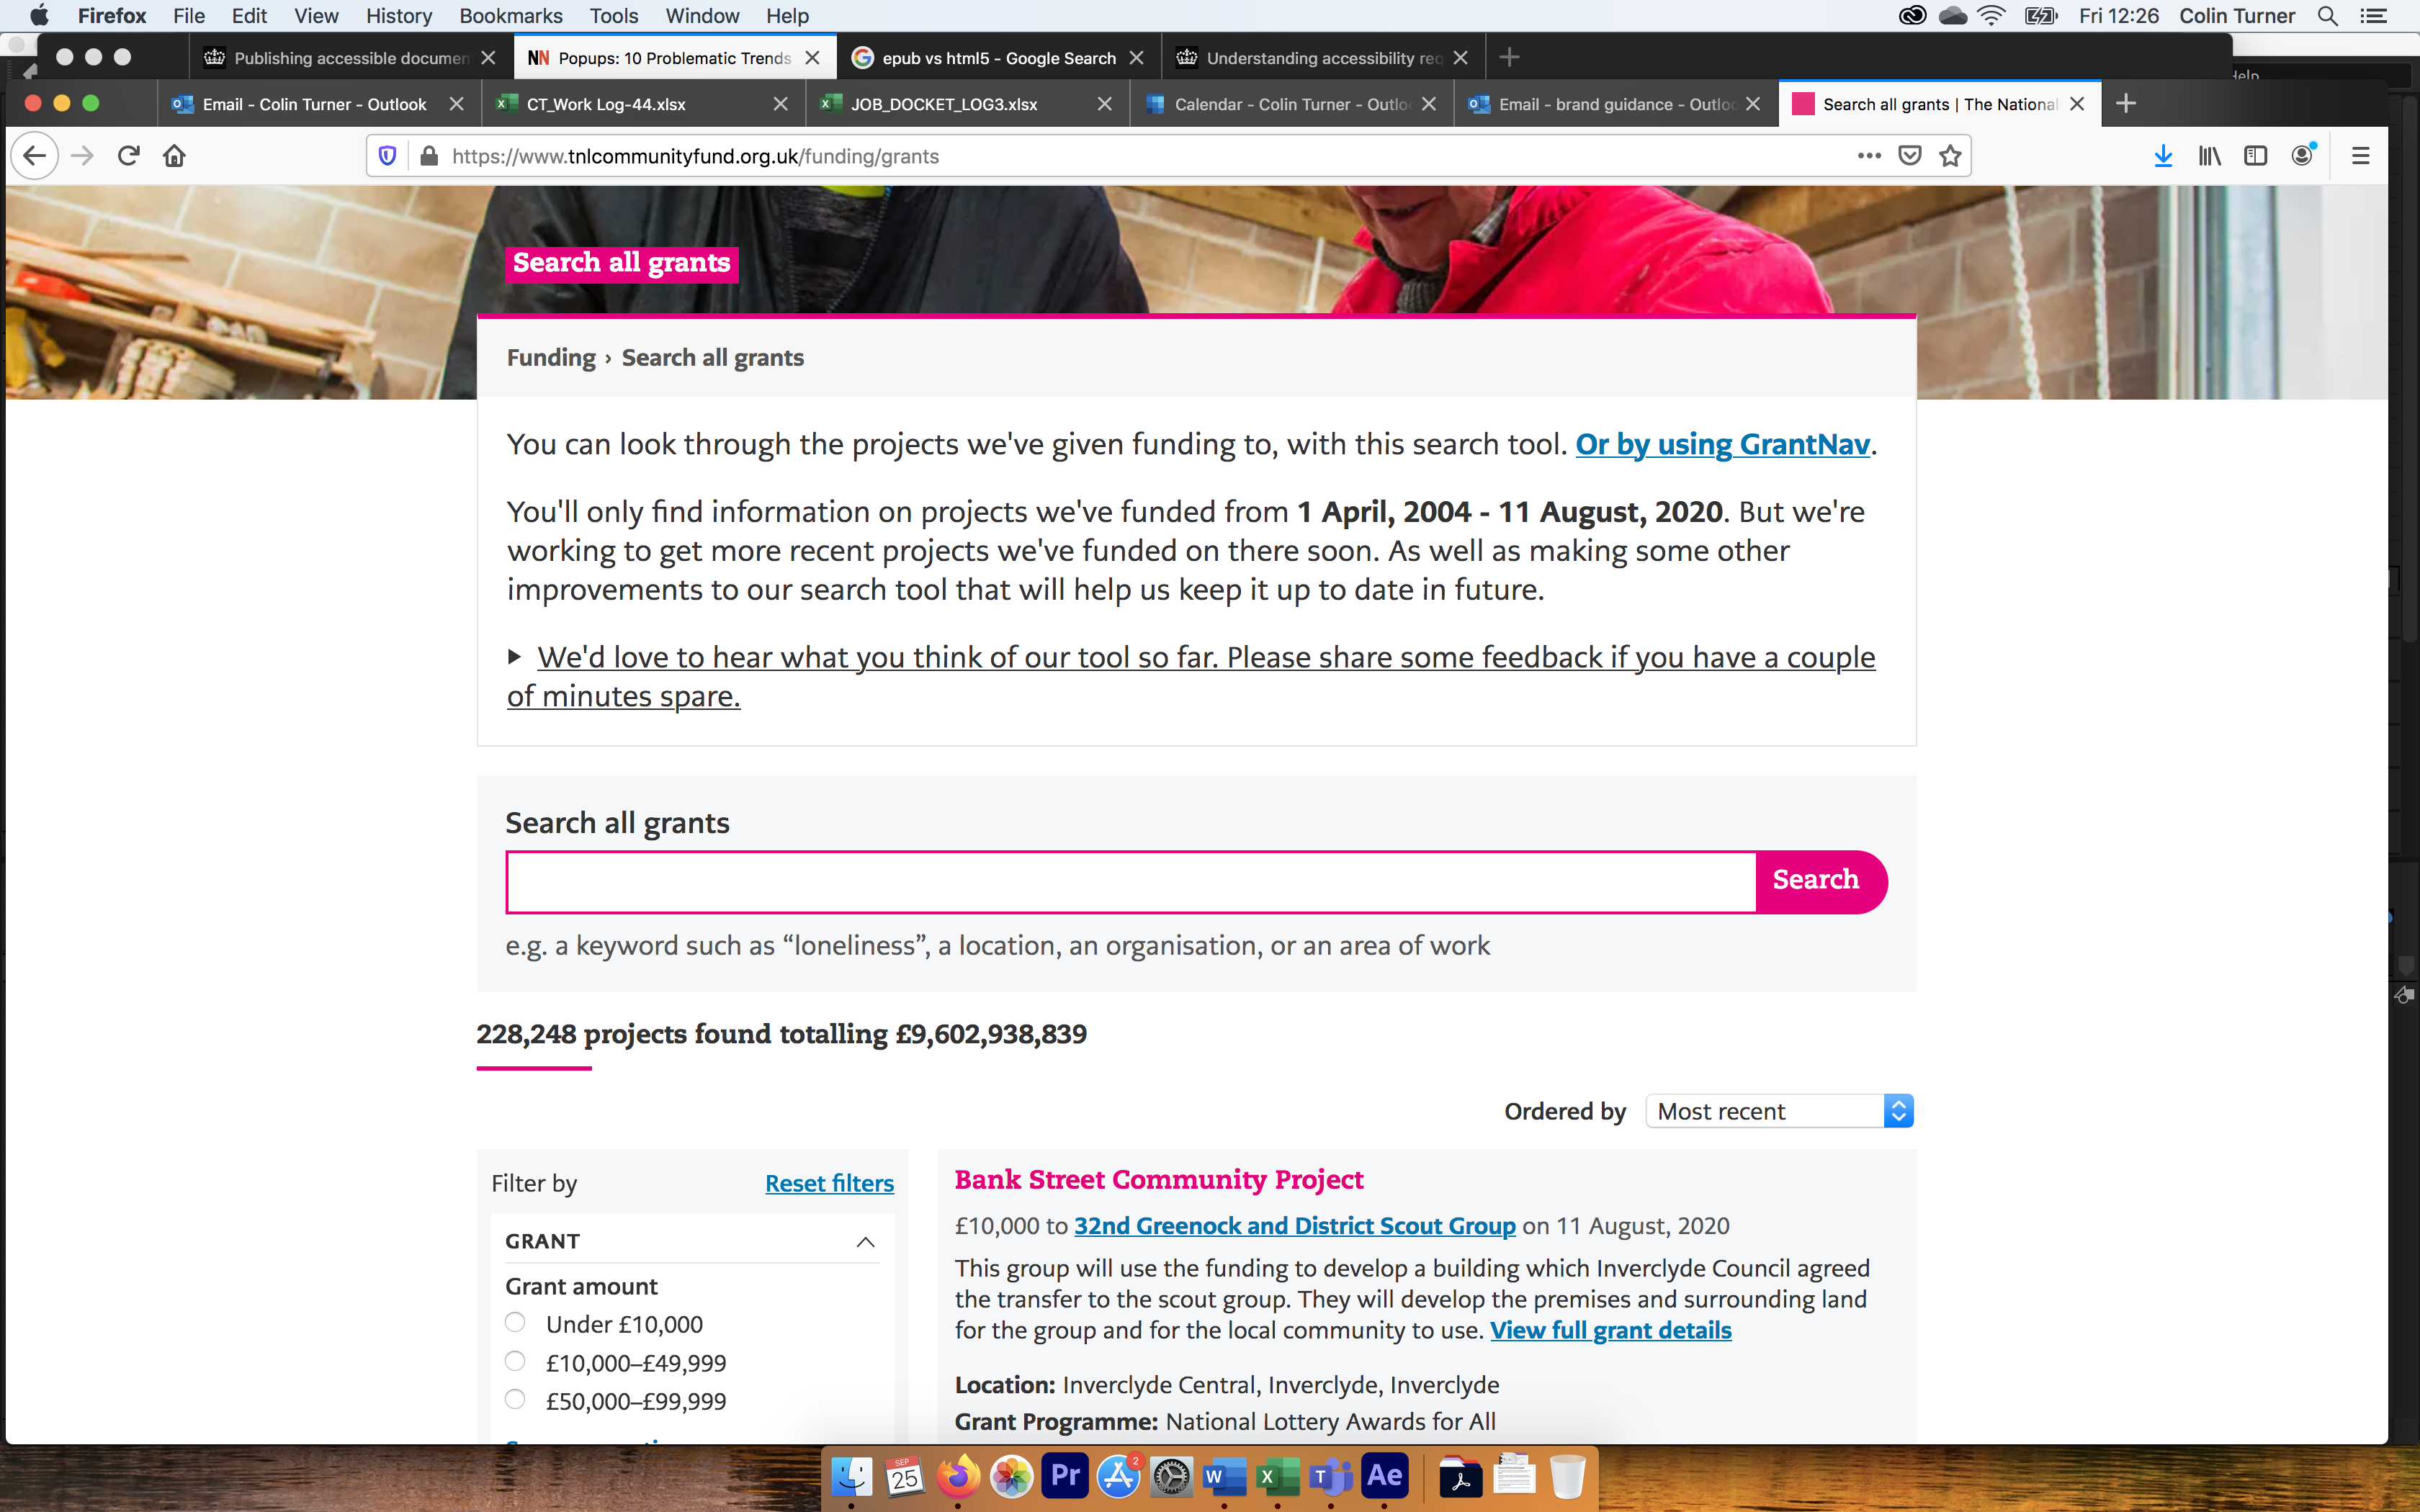 Firefox File Edit View History Bookmarks Tools Window Help Fri 12:26 Colin Turner
Publishing accessible documen
NN Popups: 10 Problematic Trends
epub vs html5 - Google Search
Understanding accessibility req
Help
Email - Colin Turner - Outlook
CT_Work Log-44.xlsx
JOB_DOCKET_LOG3.xlsx
Calendar - Colin Turner - Outlo
Email - brand guidance - Outloo
Search all grants | The National
https://www.tnlcommunityfund.org.uk/funding/grants
Search all grants
Funding › Search all grants
You can look through the projects we've given funding to, with this search tool. Or by using GrantNav.
You'll only find information on projects we've funded from 1 April, 2004 - 11 August, 2020. But we're
working to get more recent projects we've funded on there soon. As well as making some other
improvements to our search tool that will help us keep it up to date in future.
We'd love to hear what you think of our tool so far. Please share some feedback if you have a couple
of minutes spare.
Search all grants
Search
e.g. a keyword such as “loneliness”, a location, an organisation, or an area of work
228,248 projects found totalling £9,602,938,839
Ordered by Most recent
Filter by Reset filters
GRANT
Grant amount
Under £10,000
£10,000–£49,999
£50,000–£99,999
Bank Street Community Project
£10,000 to 32nd Greenock and District Scout Group on 11 August, 2020
This group will use the funding to develop a building which Inverclyde Council agreed
the transfer to the scout group. They will develop the premises and surrounding land
for the group and for the local community to use. View full grant details
Location: Inverclyde Central, Inverclyde, Inverclyde
Grant Programme: National Lottery Awards for All
SEP
25
Pr
2
W
X
T
Ae